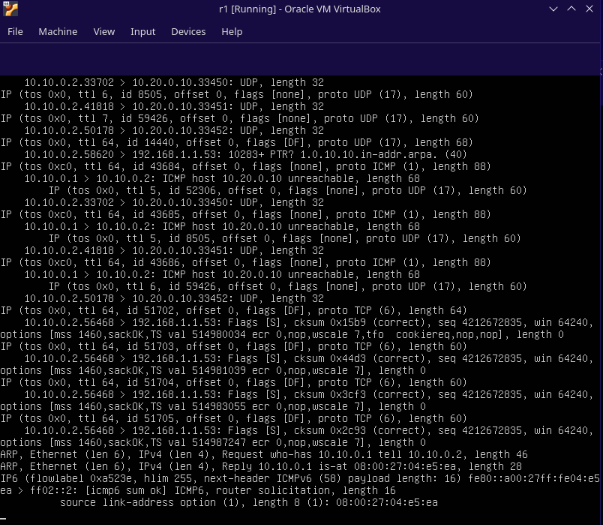 r1 [Running] - Oracle VM VirtualBox
File Machine View Input Devices Help
10.10.0.2.33702 > 10.20.0.10.33450: UDP, length 32
IP (tos 0x0, ttl 6, id 8505, offset 0, flags [none], proto UDP (17), length 60)
10.10.0.2.41818 > 10.20.0.10.33451: UDP, length 32
IP (tos 0x0, ttl 7, id 59426, offset 0, flags [none], proto UDP (17), length 60)
10.10.0.2.50178 > 10.20.0.10.33452: UDP, length 32
IP (tos 0x0, ttl 64, id 14440, offset 0, flags [DF], proto UDP (17), length 68)
10.10.0.2.58620 > 192.168.1.1.53: 10283+ PTR? 1.0.10.10.in-addr.arpa. (40)
IP (tos 0xc0, ttl 64, id 43684, offset 0, flags [none], proto ICMP (1), length 88)
10.10.0.1 > 10.10.0.2: ICMP host 10.20.0.10 unreachable, length 68
IP (tos 0x0, ttl 5, id 52306, offset 0, flags [none], proto UDP (17), length 60)
10.10.0.2.33702 > 10.20.0.10.33450: UDP, length 32
IP (tos 0xc0, ttl 64, id 43685, offset 0, flags [none], proto ICMP (1), length 88)
10.10.0.1 > 10.10.0.2: ICMP host 10.20.0.10 unreachable, length 68
IP (tos 0x0, ttl 5, id 8505, offset 0, flags [none], proto UDP (17), length 60)
10.10.0.2.41818 > 10.20.0.10.33451: UDP, length 32
IP (tos 0xc0, ttl 64, id 43686, offset 0, flags [none], proto ICMP (1), length 88)
10.10.0.1 > 10.10.0.2: ICMP host 10.20.0.10 unreachable, length 68
IP (tos 0x0, ttl 6, id 59426, offset 0, flags [none], proto UDP (17), length 60)
10.10.0.2.50178 > 10.20.0.10.33452: UDP, length 32
IP (tos 0x0, ttl 64, id 51702, offset 0, flags [DF], proto TCP (6), length 64)
10.10.0.2.56468 > 192.168.1.1.53: Flags [S], cksum 0x15b9 (correct), seq 4212672835, win 64240,
options [mss 1460,sackOK,TS val 514980034 ecr 0,nop,wscale 7,tfo  cookiereq,nop,nop], length 0
IP (tos 0x0, ttl 64, id 51703, offset 0, flags [DF], proto TCP (6), length 60)
10.10.0.2.56468 > 192.168.1.1.53: Flags [S], cksum 0x44d3 (correct), seq 4212672835, win 64240,
options [mss 1460,sackOK,TS val 514981039 ecr 0,nop,wscale 7], length 0
IP (tos 0x0, ttl 64, id 51704, offset 0, flags [DF], proto TCP (6), length 60)
10.10.0.2.56468 > 192.168.1.1.53: Flags [S], cksum 0x3cf3 (correct), seq 4212672835, win 64240,
options [mss 1460,sackOK,TS val 514983055 ecr 0,nop,wscale 7], length 0
IP (tos 0x0, ttl 64, id 51705, offset 0, flags [DF], proto TCP (6), length 60)
10.10.0.2.56468 > 192.168.1.1.53: Flags [S], cksum 0x2c93 (correct), seq 4212672835, win 64240,
options [mss 1460,sackOK,TS val 514987247 ecr 0,nop,wscale 7], length 0
ARP, Ethernet (len 6), IPv4 (len 4), Request who-has 10.10.0.1 tell 10.10.0.2, length 46
ARP, Ethernet (len 6), IPv4 (len 4), Reply 10.10.0.1 is-at 08:00:27:04:e5:ea, length 28
IP6 (flowlabel 0xa523e, hlim 255, next-header ICMPv6 (58) payload length: 16) fe80::a00:27ff:fe04:e5
ea > ff02::2: [icmp6 sum ok] ICMP6, router solicitation, length 16
source link-address option (1), length 8 (1): 08:00:27:04:e5:ea